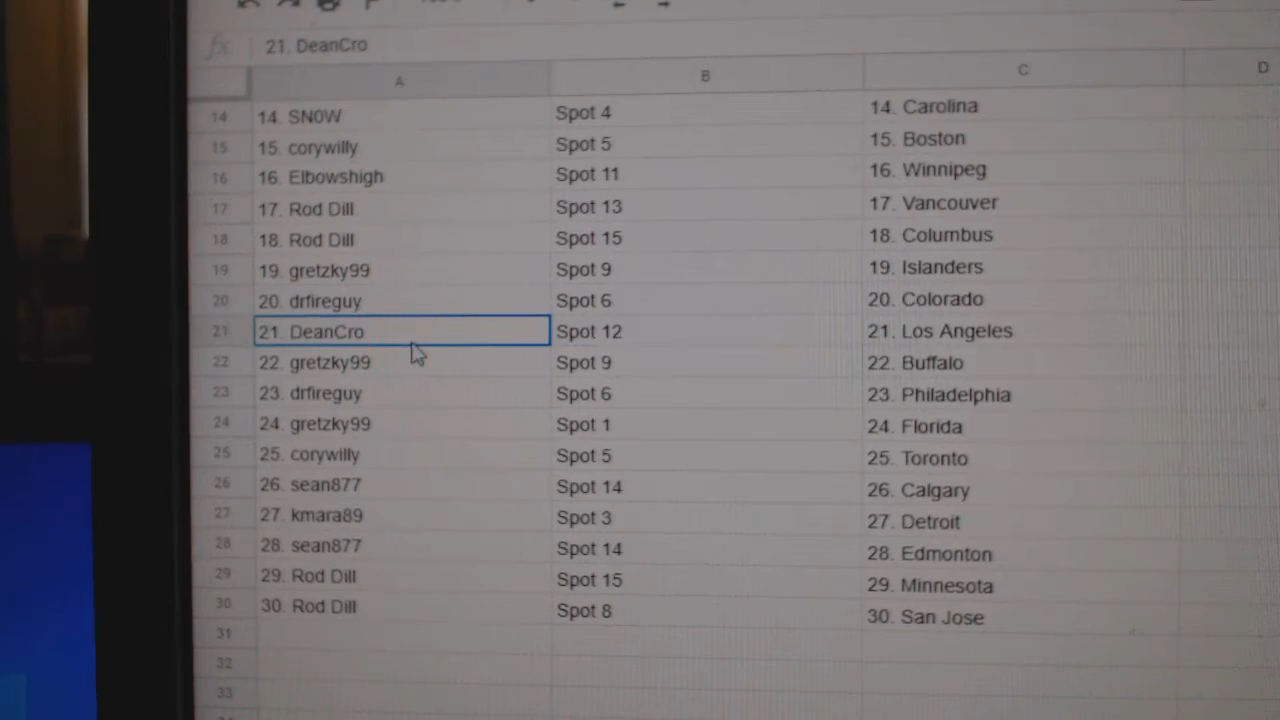 fx 21. DeanCro
A B C D
14 14. SN0W Spot 4 14. Carolina
15 15. corywilly Spot 5 15. Boston
16 16. Elbowshigh Spot 11 16. Winnipeg
17 17. Rod Dill Spot 13 17. Vancouver
18 18. Rod Dill Spot 15 18. Columbus
19 19. gretzky99 Spot 9 19. Islanders
20 20. drfireguy Spot 6 20. Colorado
21 21. DeanCro Spot 12 21. Los Angeles
22 22. gretzky99 Spot 9 22. Buffalo
23 23. drfireguy Spot 6 23. Philadelphia
24 24. gretzky99 Spot 1 24. Florida
25 25. corywilly Spot 5 25. Toronto
26 26. sean877 Spot 14 26. Calgary
27 27. kmara89 Spot 3 27. Detroit
28 28. sean877 Spot 14 28. Edmonton
29 29. Rod Dill Spot 15 29. Minnesota
30 30. Rod Dill Spot 8 30. San Jose
31
32
33